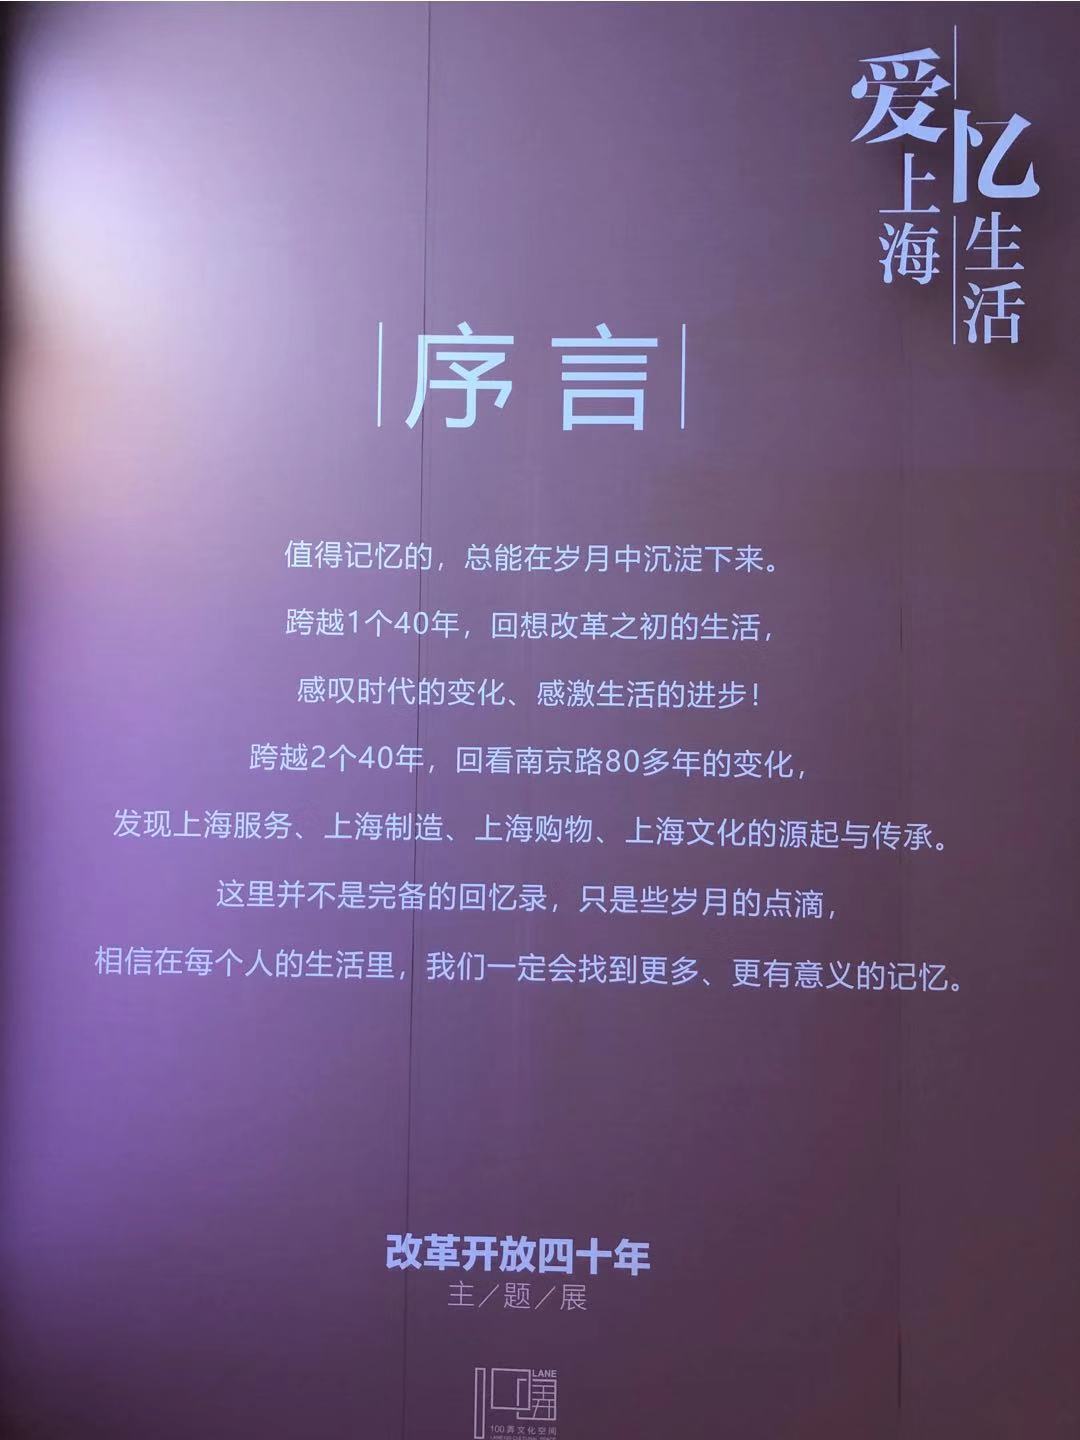 爱上海
忆生活
序言
值得记忆的，总能在岁月中沉淀下来。
跨越1个40年，回想改革之初的生活，
感叹时代的变化、感激生活的进步！
跨越2个40年，回看南京路80多年的变化，
发现上海服务、上海制造、上海购物、上海文化的源起与传承。
这里并不是完备的回忆录，只是些岁月的点滴，
相信在每个人的生活里，我们一定会找到更多、更有意义的记忆。
改革开放四十年
主／题／展
LANE
100弄文化空间